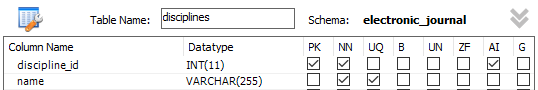 Table Name: disciplines Schema: electronic_journal
Column Name Datatype PK NN UQ B UN ZF AI G
discipline_id INT(11)
name VARCHAR(255)